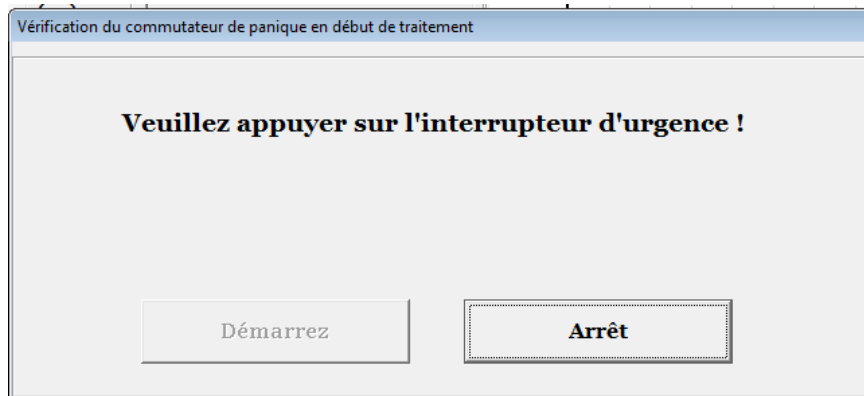 Vérification du commutateur de panique en début de traitement
Veuillez appuyer sur l'interrupteur d'urgence !
Démarrez
Arrêt